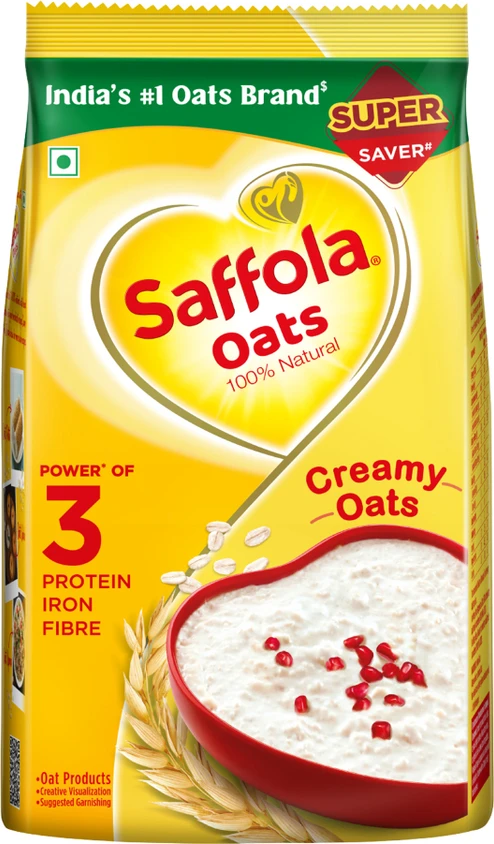 India's #1 Oats Brand$
SUPER
SAVER#
Saffola®
Oats
100% Natural
POWER* OF
3
PROTEIN
IRON
FIBRE
Creamy
Oats
•Oat Products
•Creative Visualization
•Suggested Garnishing